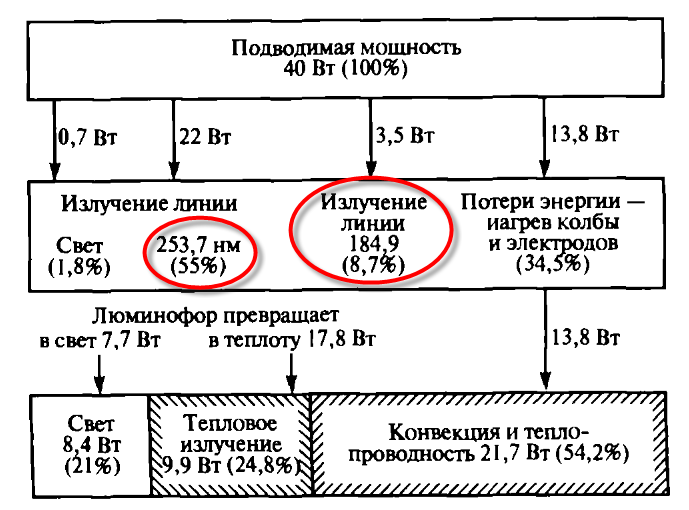 Подводимая мощность
40 Вт (100%)
0,7 Вт
22 Вт
3,5 Вт
13,8 Вт
Излучение линии
Свет
(1,8%)
253,7 нм
(55%)
Излучение
линии
184,9
(8,7%)
Потери энергии —
иагрев колбы
и электродов
(34,5%)
Люминофор превращает
в свет 7,7 Вт
в теплоту 17,8 Вт
13,8 Вт
Свет
8,4 Вт
(21%)
Тепловое
излучение
9,9 Вт (24,8%)
Конвекция и тепло-
проводность 21,7 Вт (54,2%)